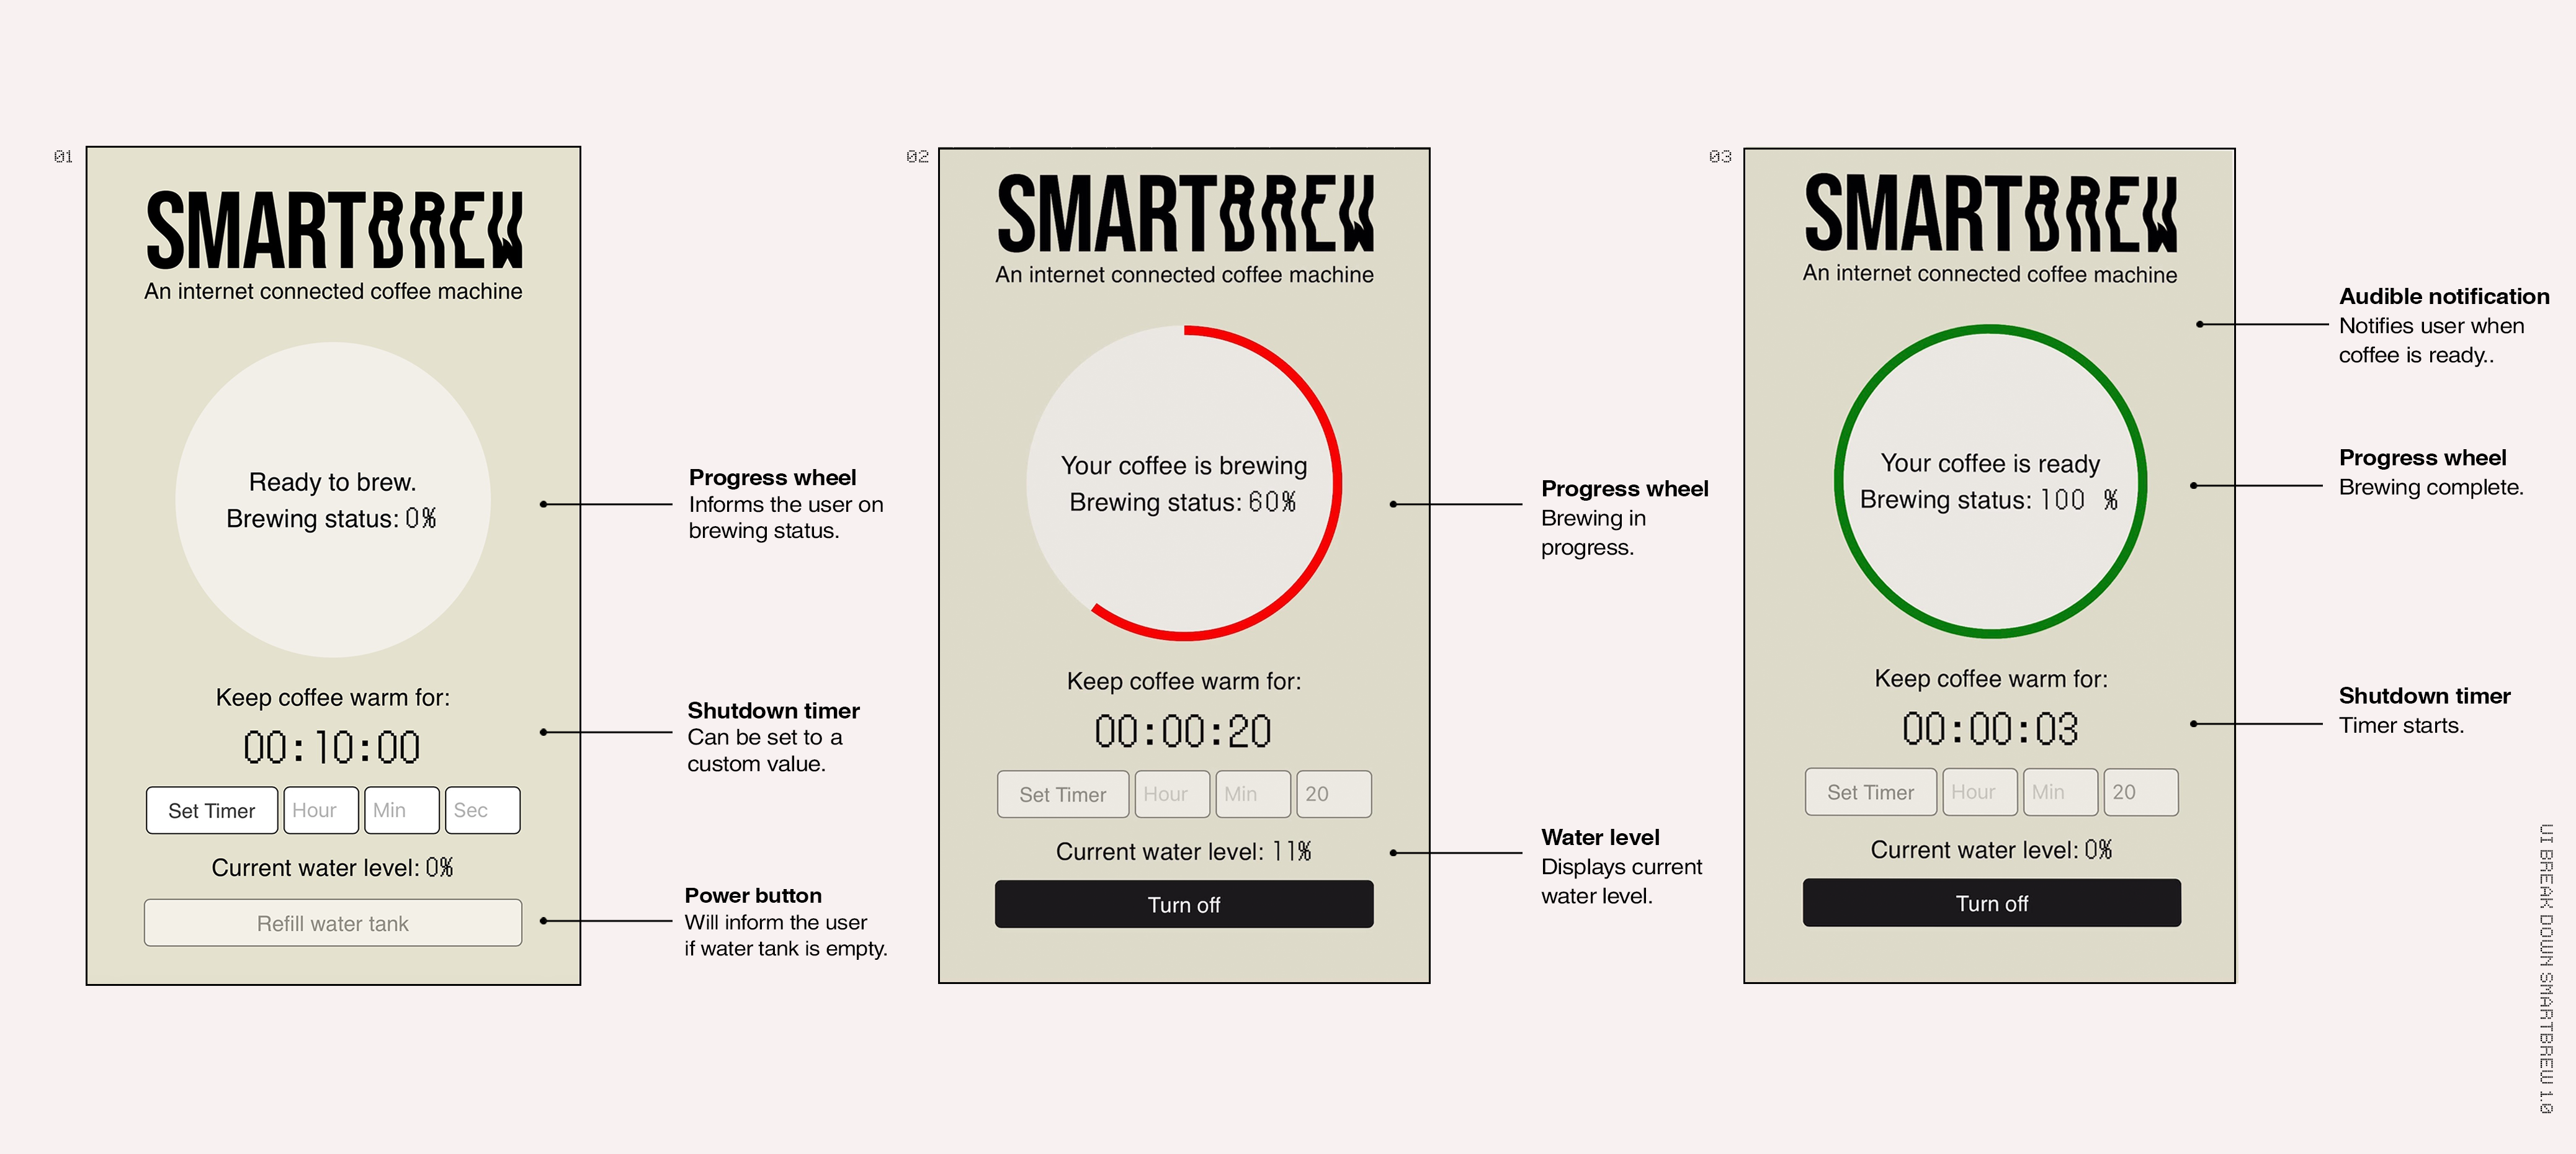 01
SMARTBREW
An internet connected coffee machine
Ready to brew.
Brewing status: 0%
Keep coffee warm for:
00:10:00
Set Timer Hour Min Sec
Current water level: 0%
Refill water tank
Progress wheel
Informs the user on
brewing status.
Shutdown timer
Can be set to a
custom value.
Power button
Will inform the user
if water tank is empty.
02
SMARTBREW
An internet connected coffee machine
Your coffee is brewing
Brewing status: 60%
Keep coffee warm for:
00:00:20
Set Timer Hour Min 20
Current water level: 11%
Turn off
Progress wheel
Brewing in
progress.
Water level
Displays current
water level.
03
SMARTBREW
An internet connected coffee machine
Your coffee is ready
Brewing status: 100 %
Keep coffee warm for:
00:00:03
Set Timer Hour Min 20
Current water level: 0%
Turn off
Audible notification
Notifies user when
coffee is ready..
Progress wheel
Brewing complete.
Shutdown timer
Timer starts.
UI BREAK DOWN SMARTBREW 1.0